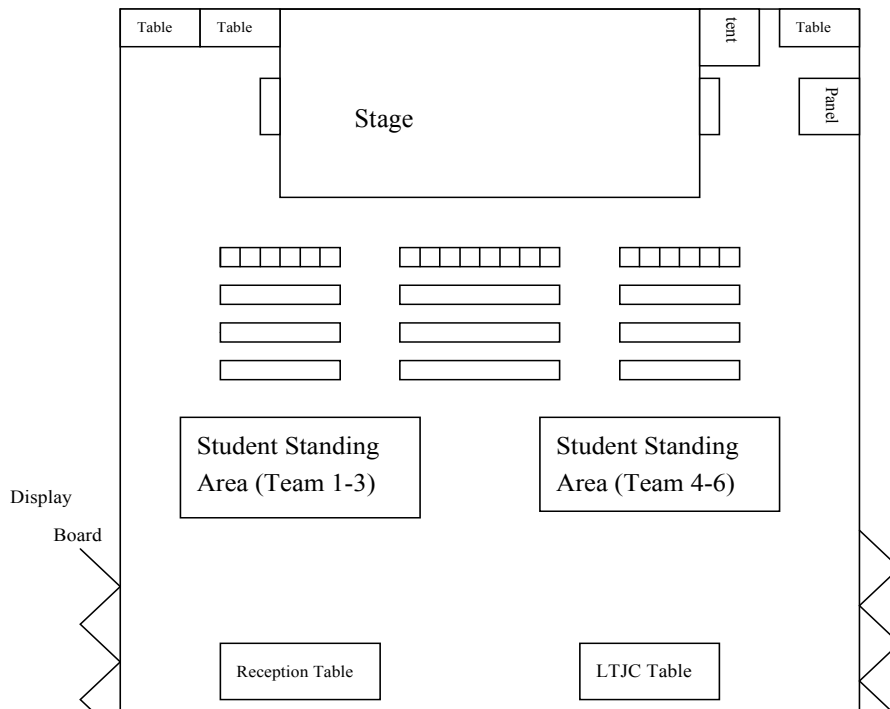 Table
Table
tent
Table
Stage
Panel
Student Standing
Area (Team 1-3)
Student Standing
Area (Team 4-6)
Display
Board
Reception Table
LTJC Table